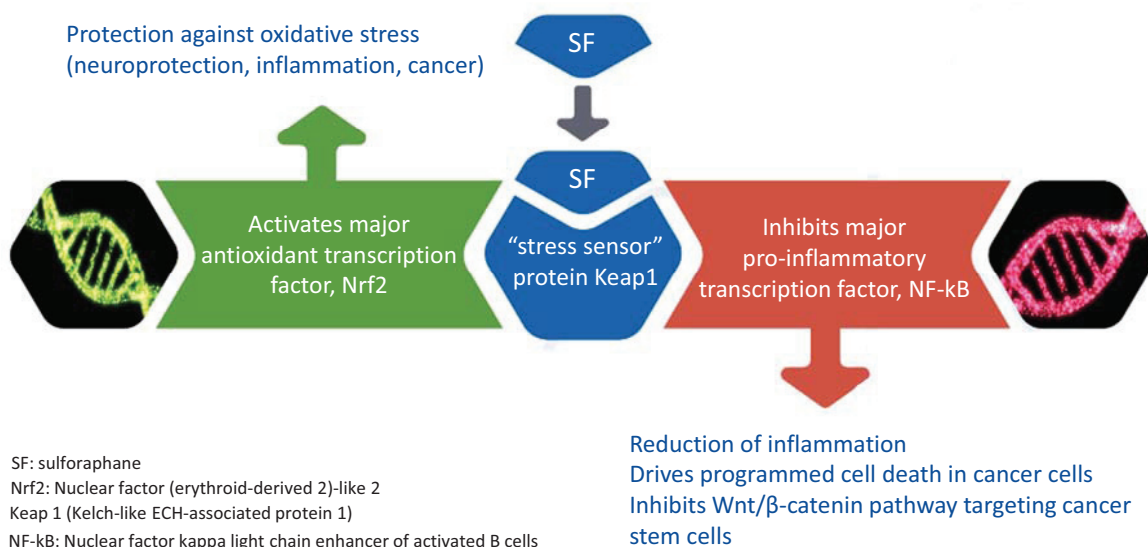 Protection against oxidative stress
(neuroprotection, inflammation, cancer)
SF
SF
Activates major
antioxidant transcription
factor, Nrf2
“stress sensor”
protein Keap1
Inhibits major
pro-inflammatory
transcription factor, NF-kB
Reduction of inflammation
Drives programmed cell death in cancer cells
Inhibits Wnt/β-catenin pathway targeting cancer
stem cells
SF: sulforaphane
Nrf2: Nuclear factor (erythroid-derived 2)-like 2
Keap 1 (Kelch-like ECH-associated protein 1)
NF-kB: Nuclear factor kappa light chain enhancer of activated B cells